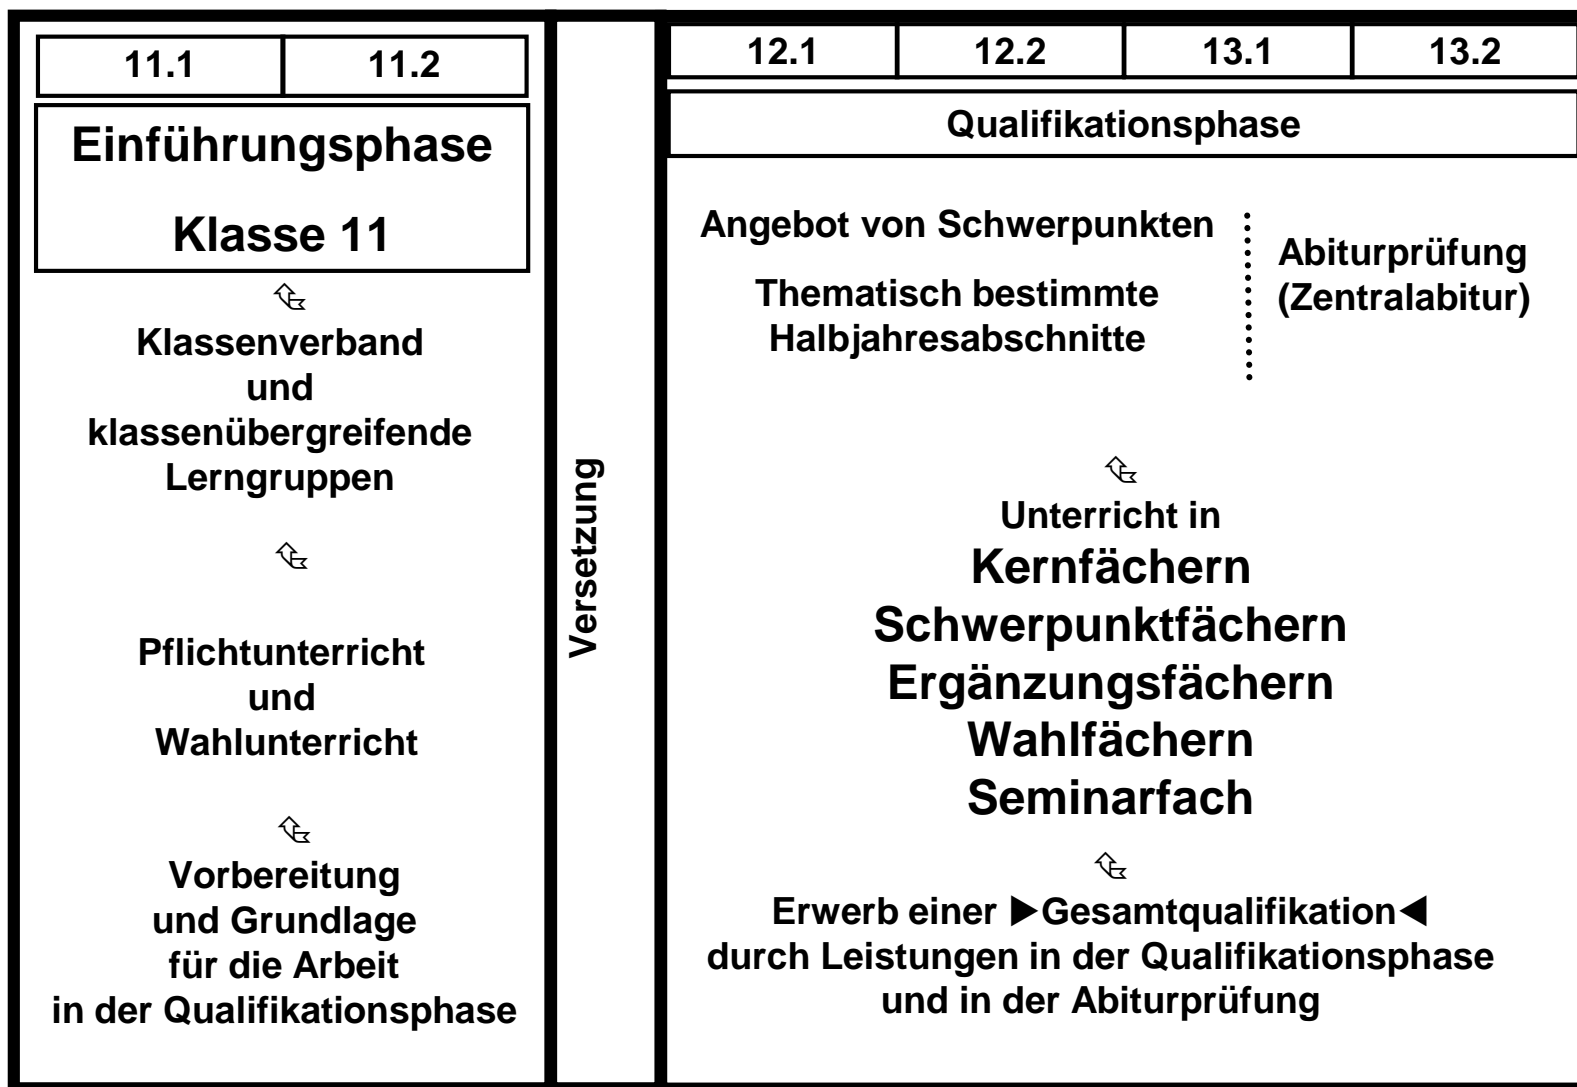 11.1 11.2
Einführungsphase
Klasse 11
Klassenverband
und
klassenübergreifende
Lerngruppen
Pflichtunterricht
und
Wahlunterricht
Vorbereitung
und Grundlage
für die Arbeit
in der Qualifikationsphase
Versetzung
12.1 12.2 13.1 13.2
Qualifikationsphase
Angebot von Schwerpunkten
Thematisch bestimmte
Halbjahresabschnitte
Abiturprüfung
(Zentralabitur)
Unterricht in
Kernfächern
Schwerpunktfächern
Ergänzungsfächern
Wahlfächern
Seminarfach
Erwerb einer ▶Gesamtqualifikation◀
durch Leistungen in der Qualifikationsphase
und in der Abiturprüfung